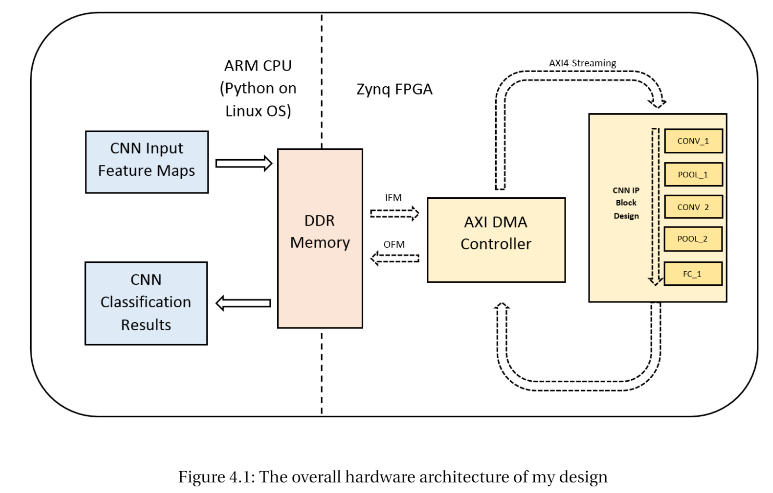 ARM CPU
(Python on
Linux OS)
Zynq FPGA
AXI4 Streaming
CNN Input
Feature Maps
DDR
Memory
IFM
OFM
AXI DMA
Controller
CNN IP
Block
Design
CONV_1
POOL_1
CONV_2
POOL_2
FC_1
CNN
Classification
Results
Figure 4.1: The overall hardware architecture of my design